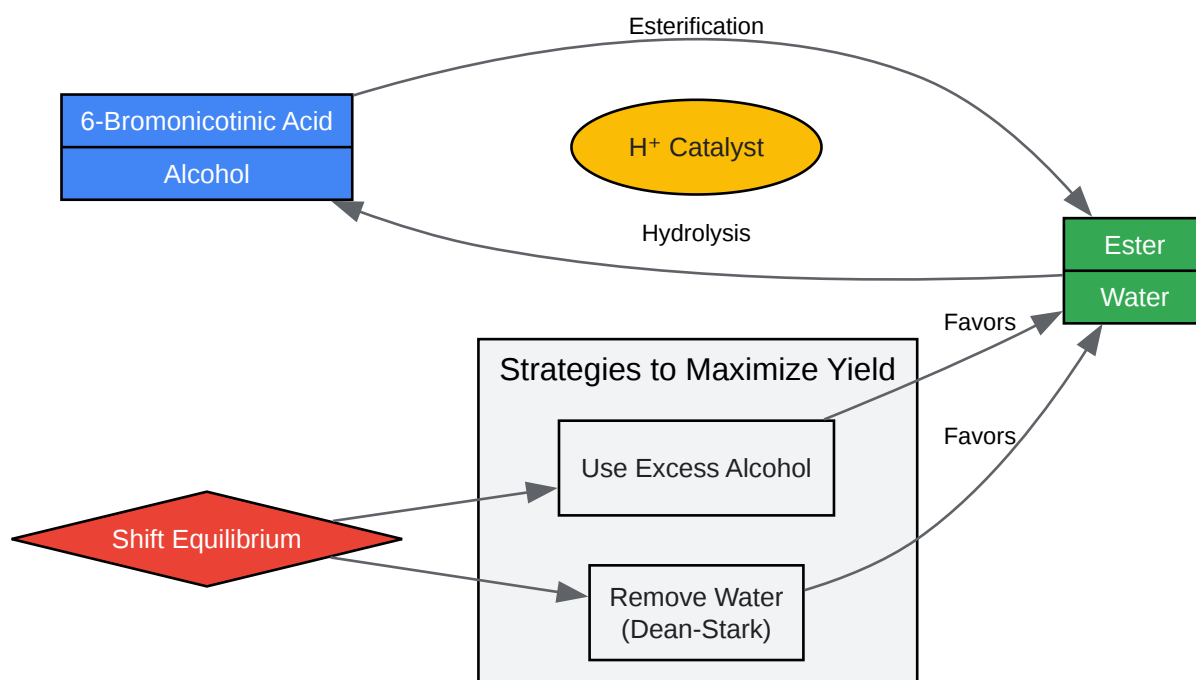 Esterification
6-Bromonicotinic Acid
Alcohol
H⁺ Catalyst
Hydrolysis
Ester
Water
Favors
Strategies to Maximize Yield
Use Excess Alcohol
Favors
Shift Equilibrium
Remove Water
(Dean-Stark)